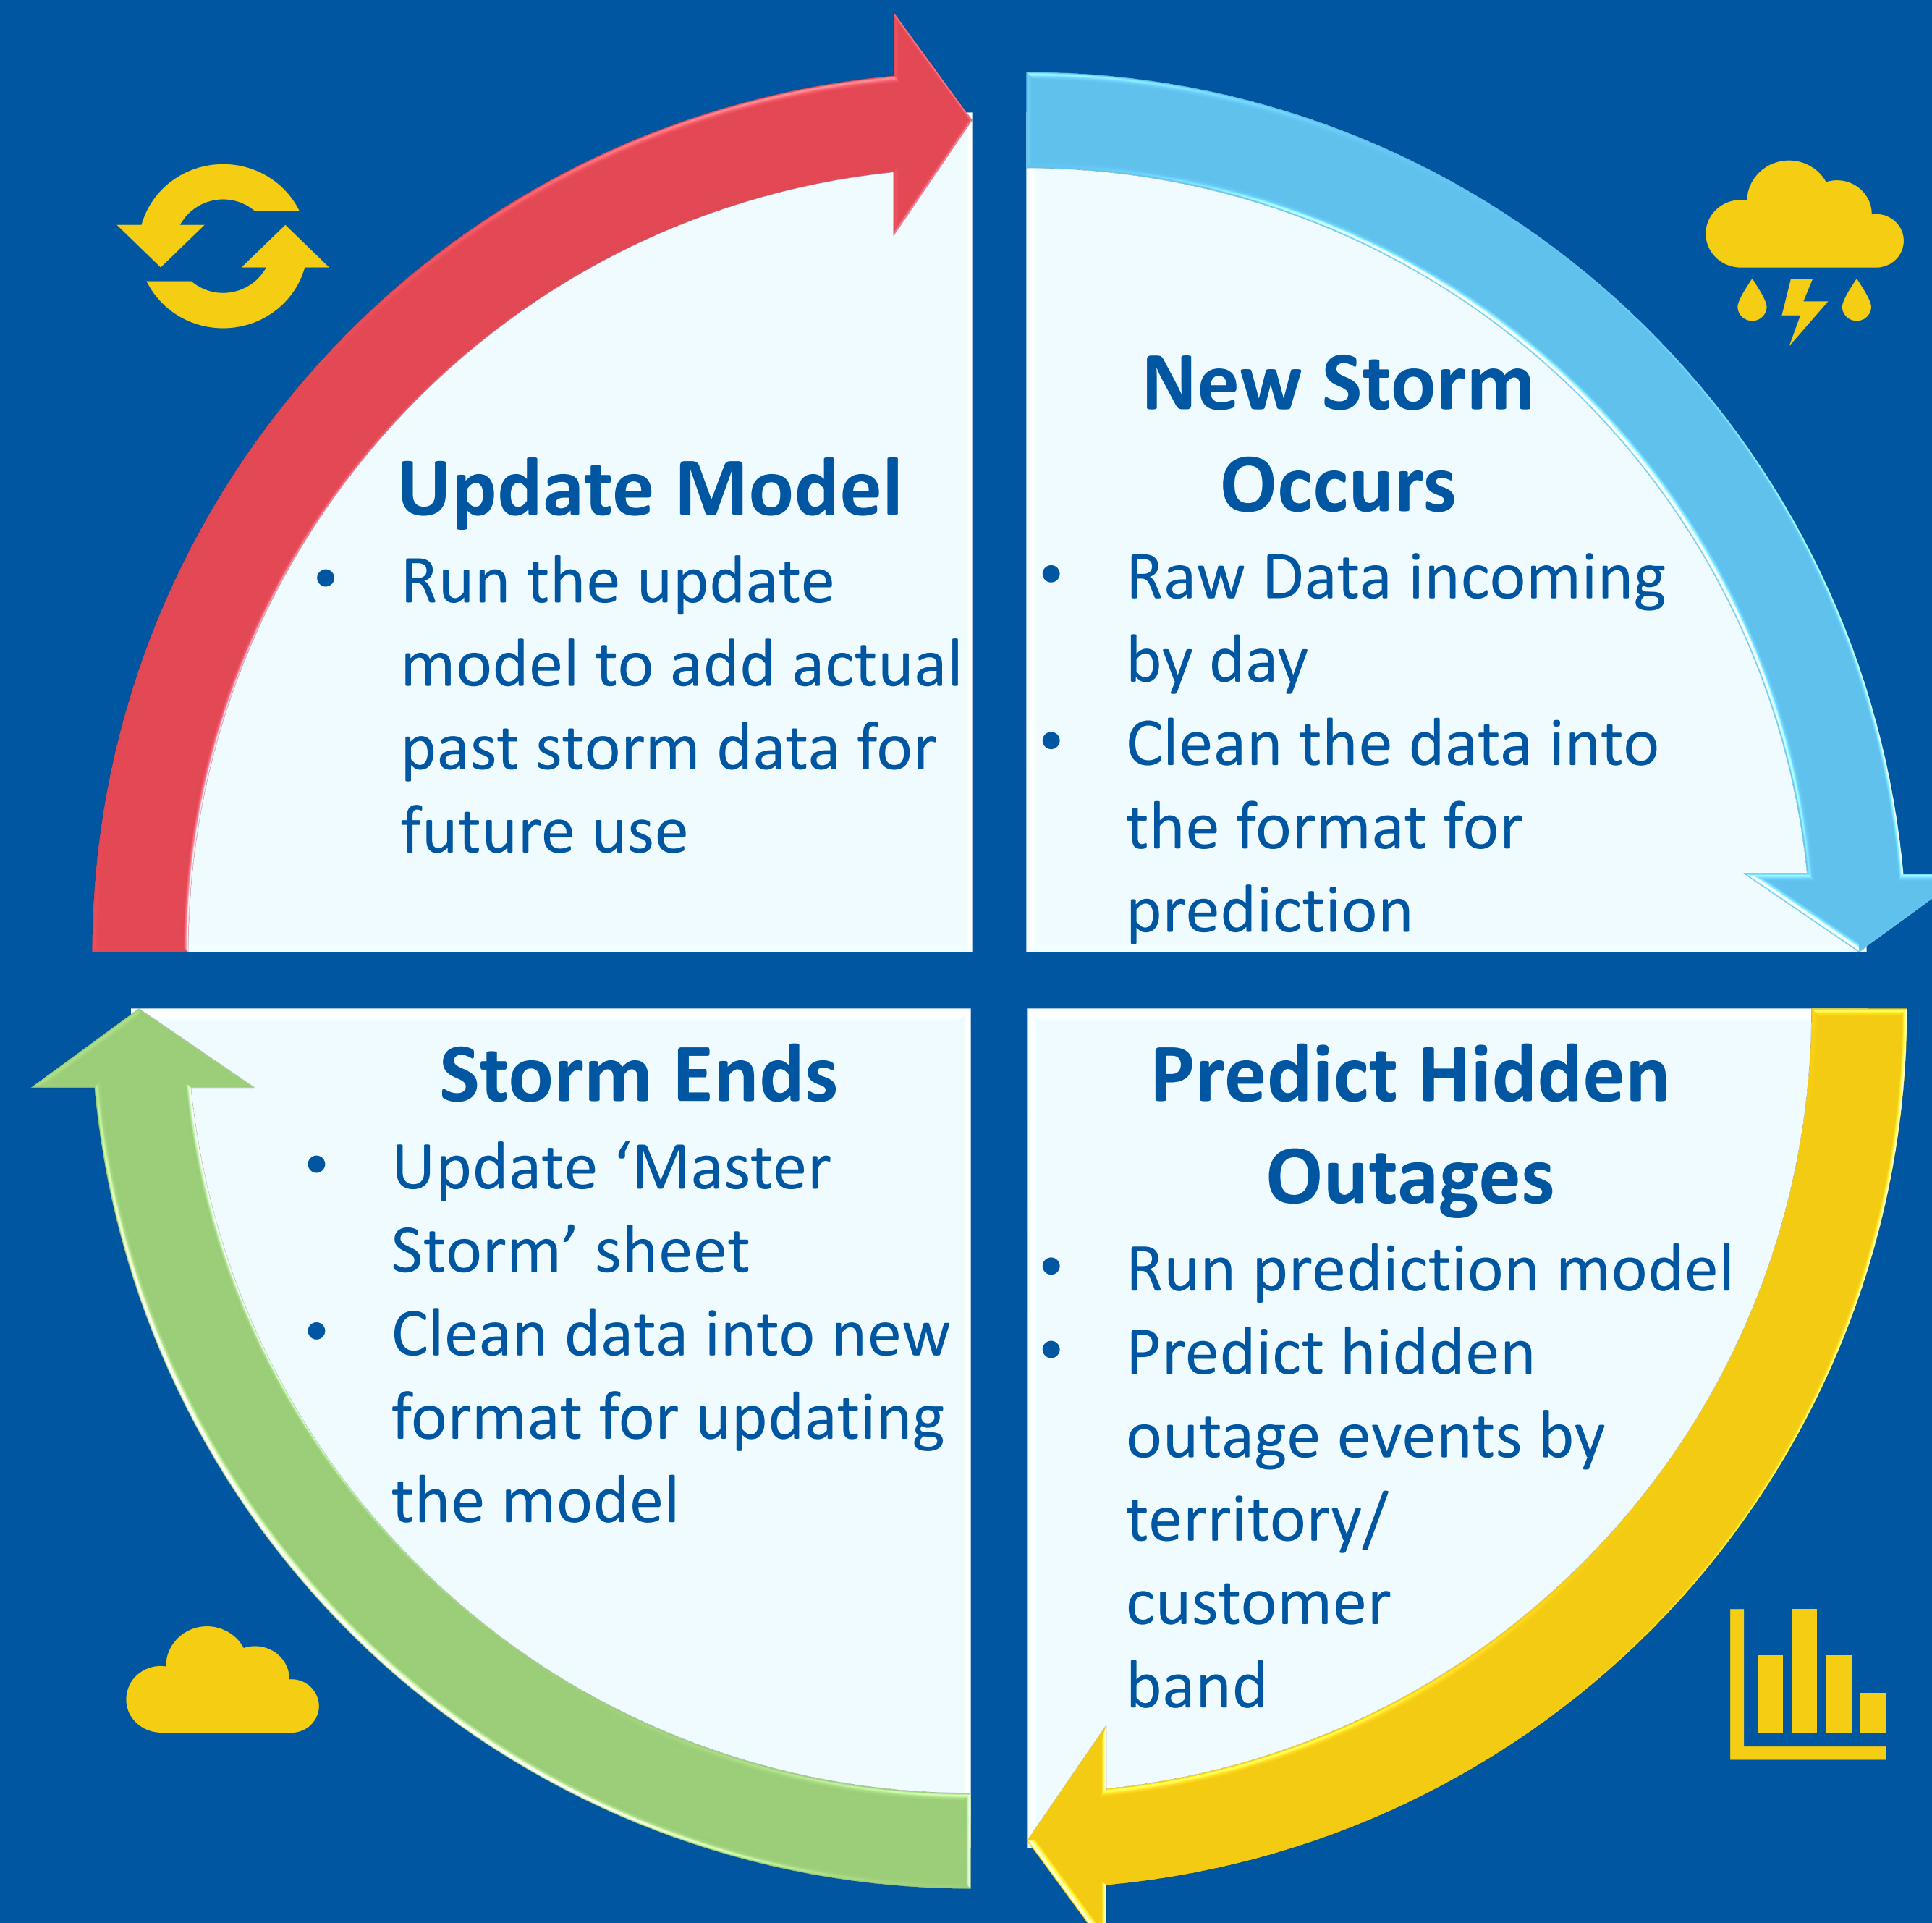 Update Model
• Run the update
model to add actual
past storm data for
future use
New Storm
Occurs
• Raw Data incoming
by day
• Clean the data into
the format for
prediction
Storm Ends
• Update ‘Master
Storm’ sheet
• Clean data into new
format for updating
the model
Predict Hidden
Outages
• Run prediction model
• Predict hidden
outage events by
territory/
customer
band